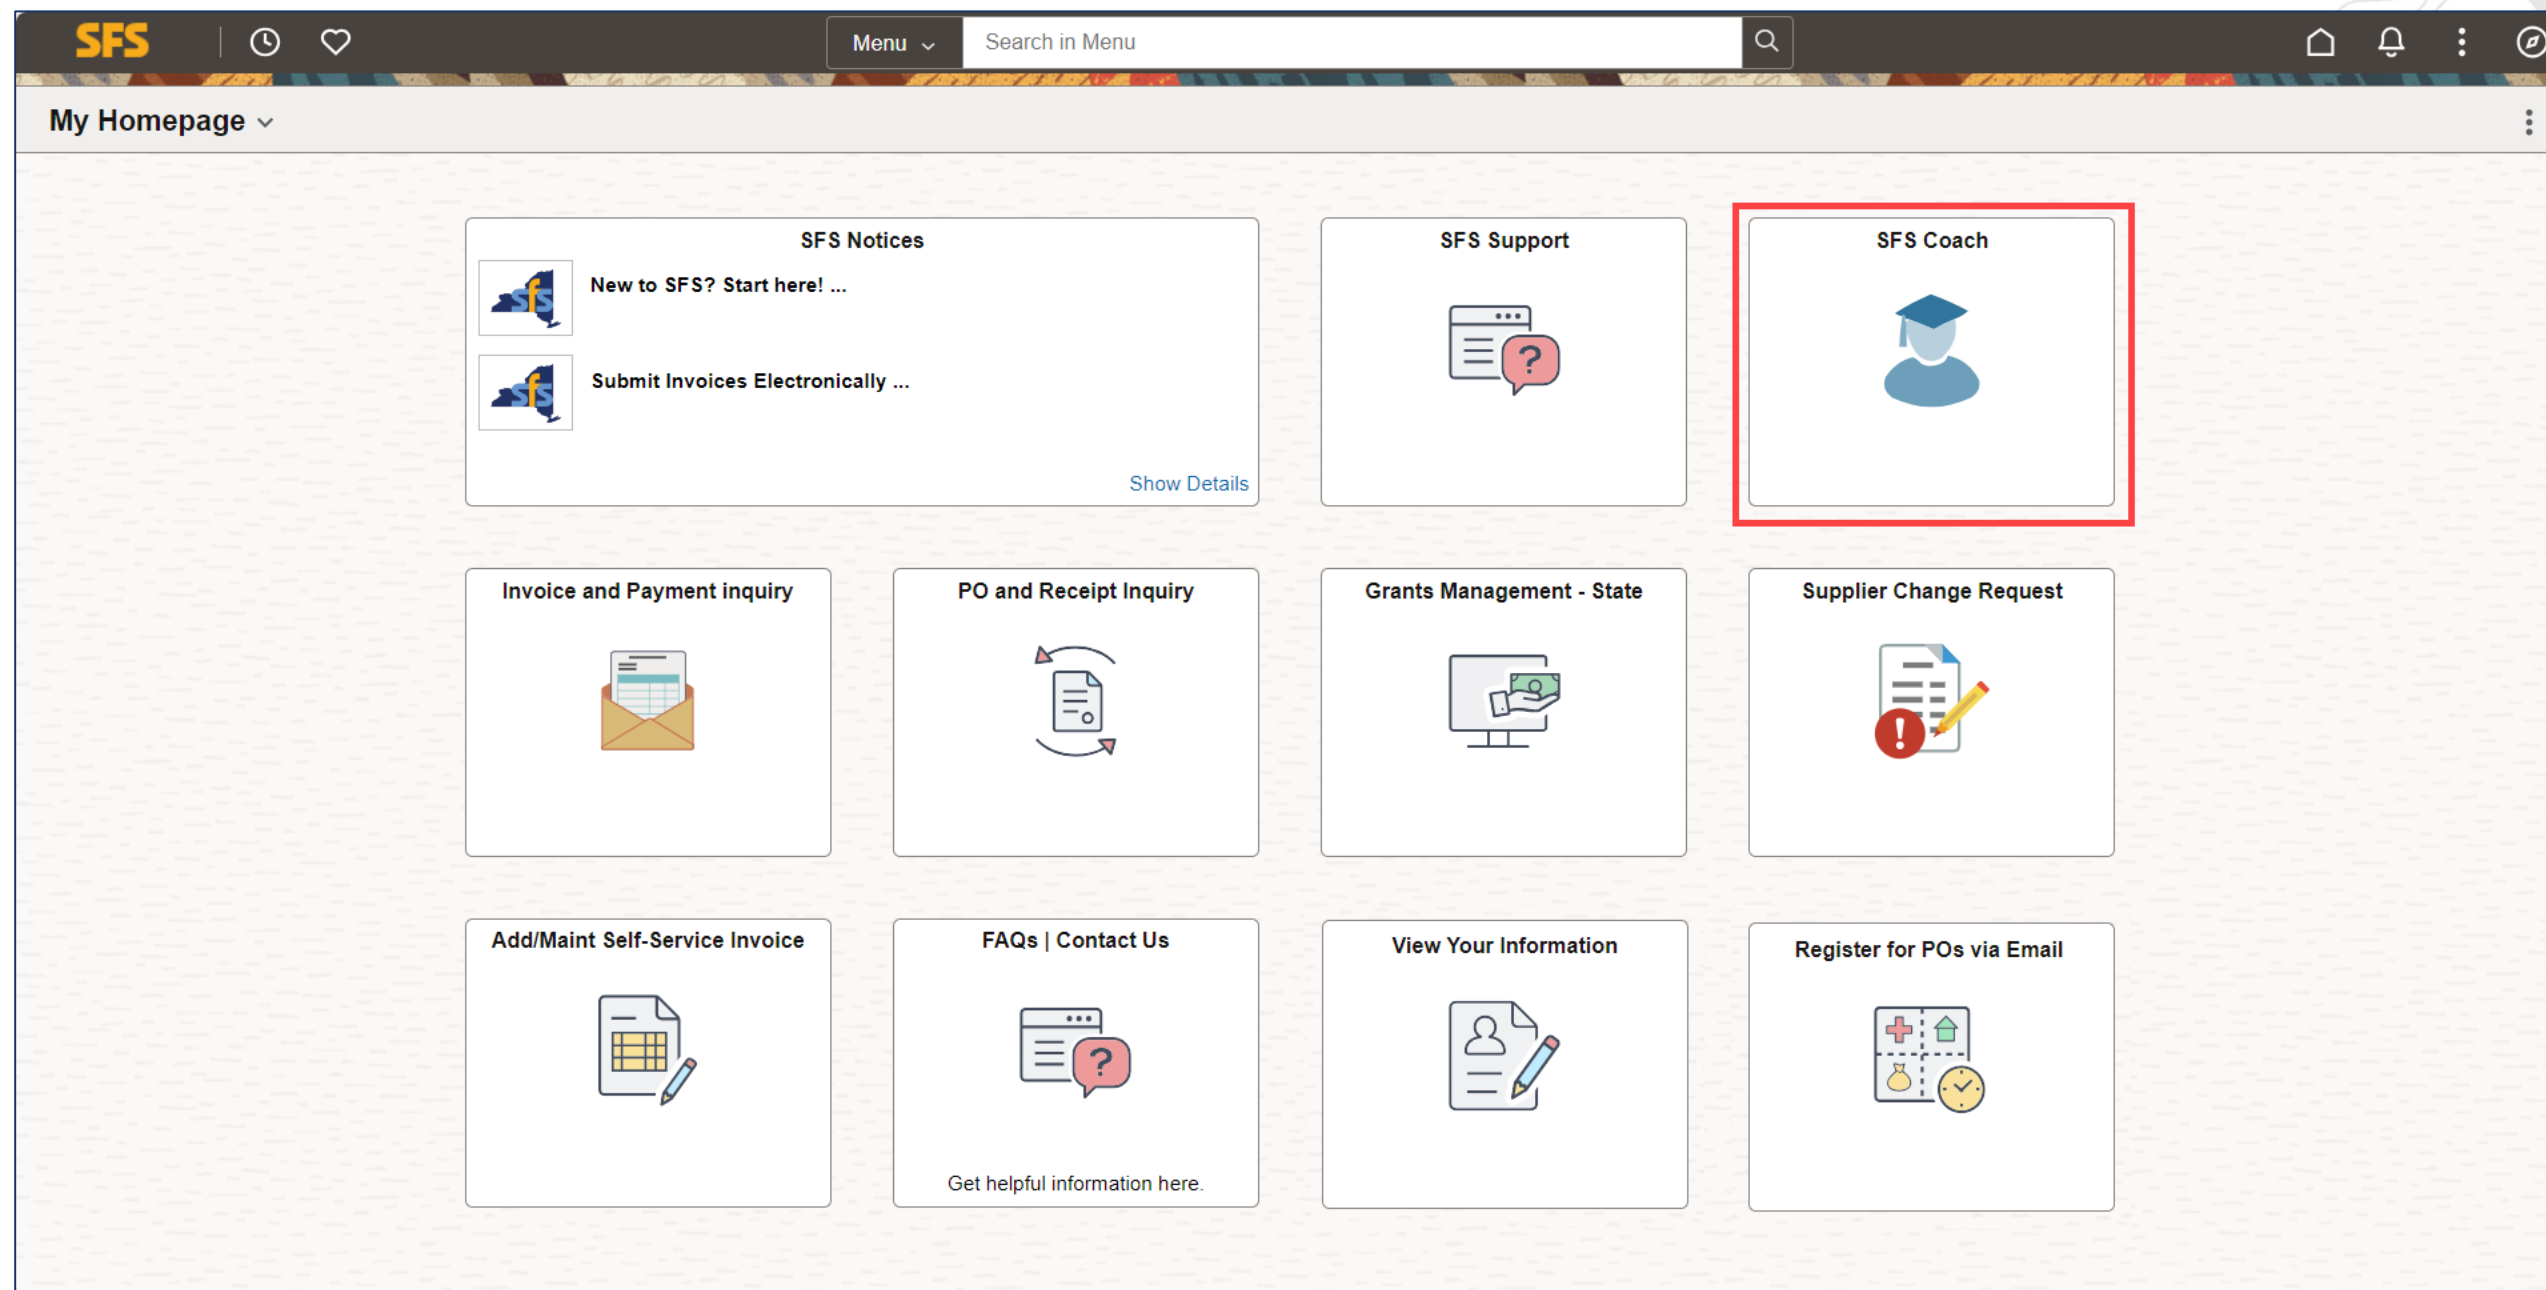 SFS
Menu
Search in Menu
My Homepage
SFS Notices
sfs
New to SFS? Start here! ...
sfs
Submit Invoices Electronically ...
Show Details
SFS Support
?
SFS Coach
Invoice and Payment inquiry
PO and Receipt Inquiry
Grants Management - State
Supplier Change Request
!
Add/Maint Self-Service Invoice
FAQs | Contact Us
?
Get helpful information here.
View Your Information
Register for POs via Email